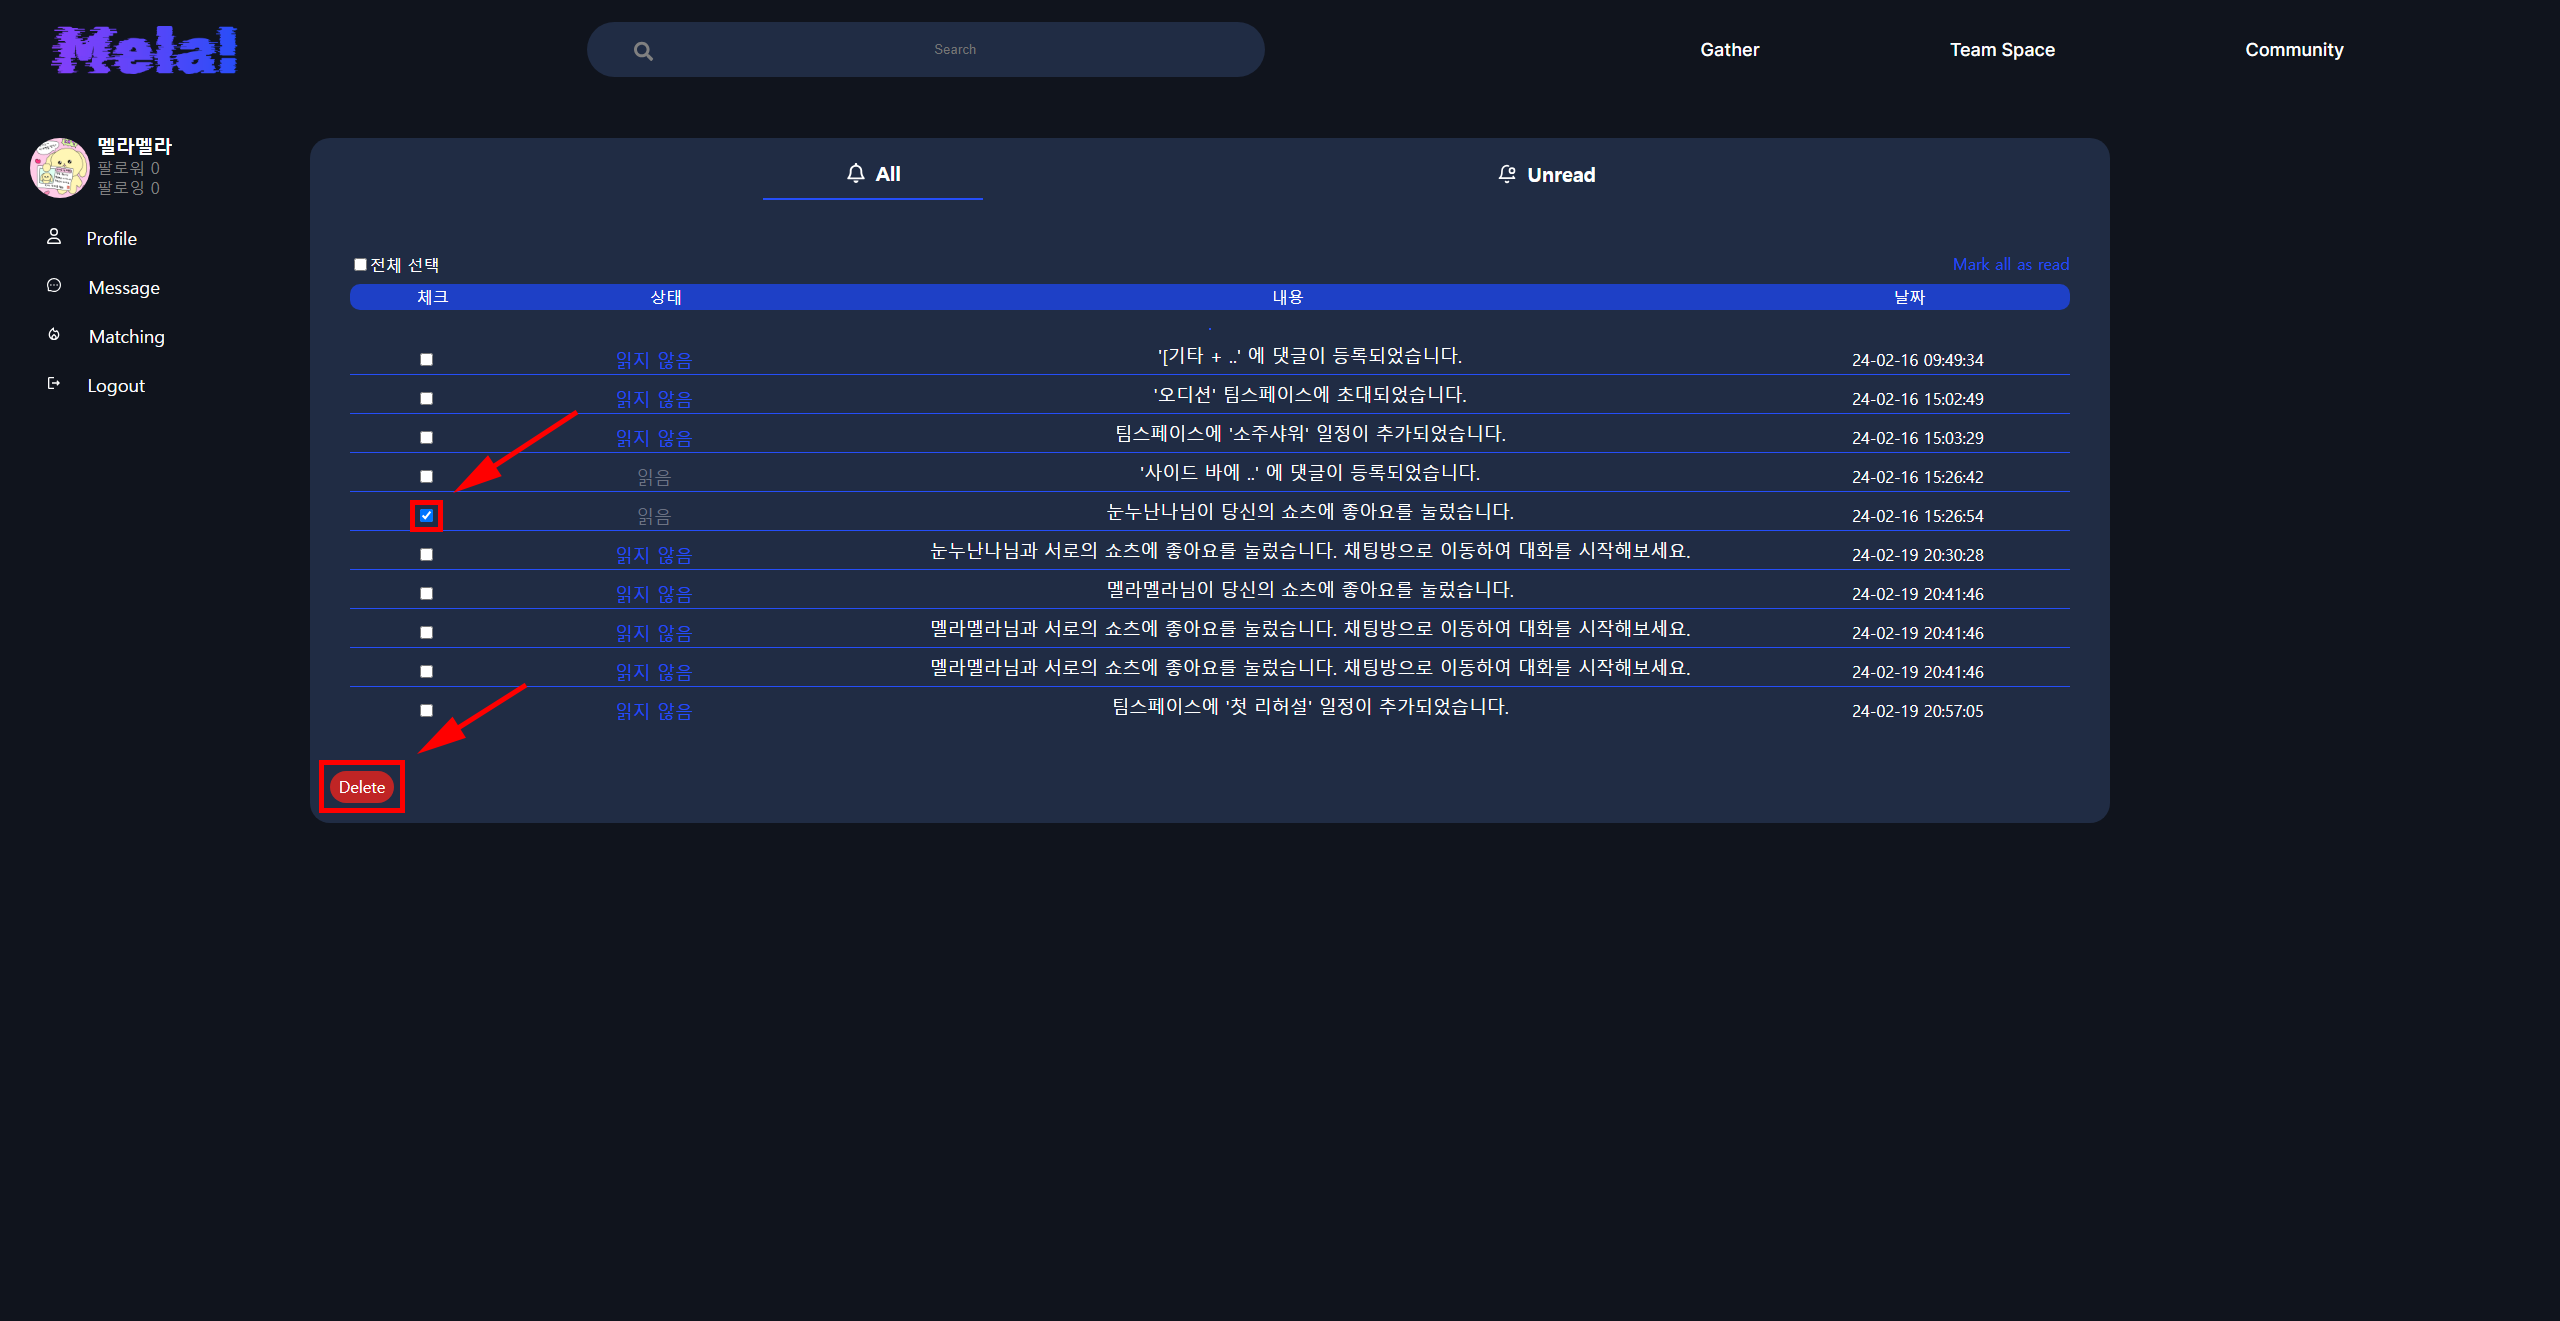 Mela!
Search
Gather
Team Space
Community
멜라멜라
팔로워 0
팔로잉 0
Profile
Message
Matching
Logout
All
Unread
전체 선택
Mark all as read
체크 상태 내용 날짜
읽지 않음 '[기타 + ..' 에 댓글이 등록되었습니다. 24-02-16 09:49:34
읽지 않음 '오디션' 팀스페이스에 초대되었습니다. 24-02-16 15:02:49
읽지 않음 팀스페이스에 '소주샤워' 일정이 추가되었습니다. 24-02-16 15:03:29
읽음 '사이드 바에 ..' 에 댓글이 등록되었습니다. 24-02-16 15:26:42
읽음 눈누난나님이 당신의 쇼츠에 좋아요를 눌렀습니다. 24-02-16 15:26:54
읽지 않음 눈누난나님과 서로의 쇼츠에 좋아요를 눌렀습니다. 채팅방으로 이동하여 대화를 시작해보세요. 24-02-19 20:30:28
읽지 않음 멜라멜라님이 당신의 쇼츠에 좋아요를 눌렀습니다. 24-02-19 20:41:46
읽지 않음 멜라멜라님과 서로의 쇼츠에 좋아요를 눌렀습니다. 채팅방으로 이동하여 대화를 시작해보세요. 24-02-19 20:41:46
읽지 않음 멜라멜라님과 서로의 쇼츠에 좋아요를 눌렀습니다. 채팅방으로 이동하여 대화를 시작해보세요. 24-02-19 20:41:46
읽지 않음 팀스페이스에 '첫 리허설' 일정이 추가되었습니다. 24-02-19 20:57:05
Delete